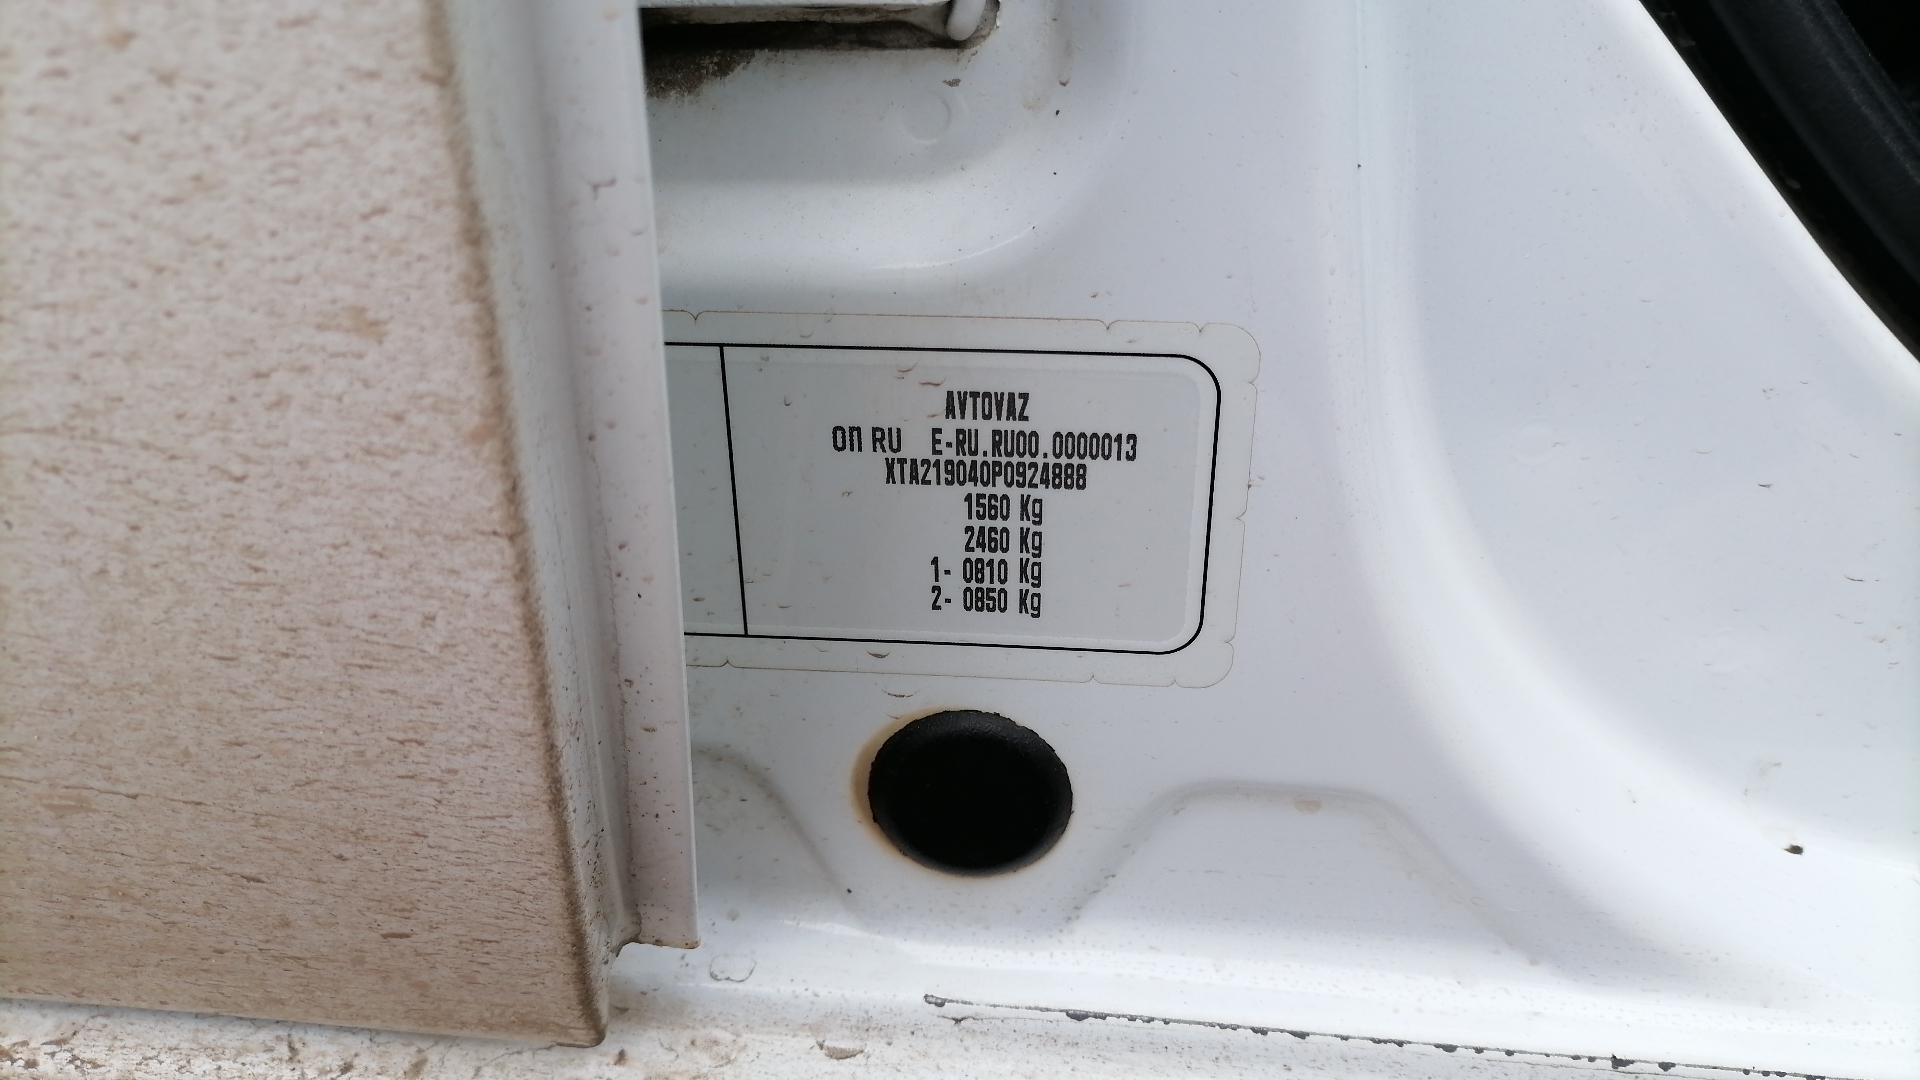 AVTOVAZ
ОП RU E-RU.RU00.0000013
XTA219040P0924888
1560 Kg
2460 Kg
1- 0810 Kg
2- 0850 Kg